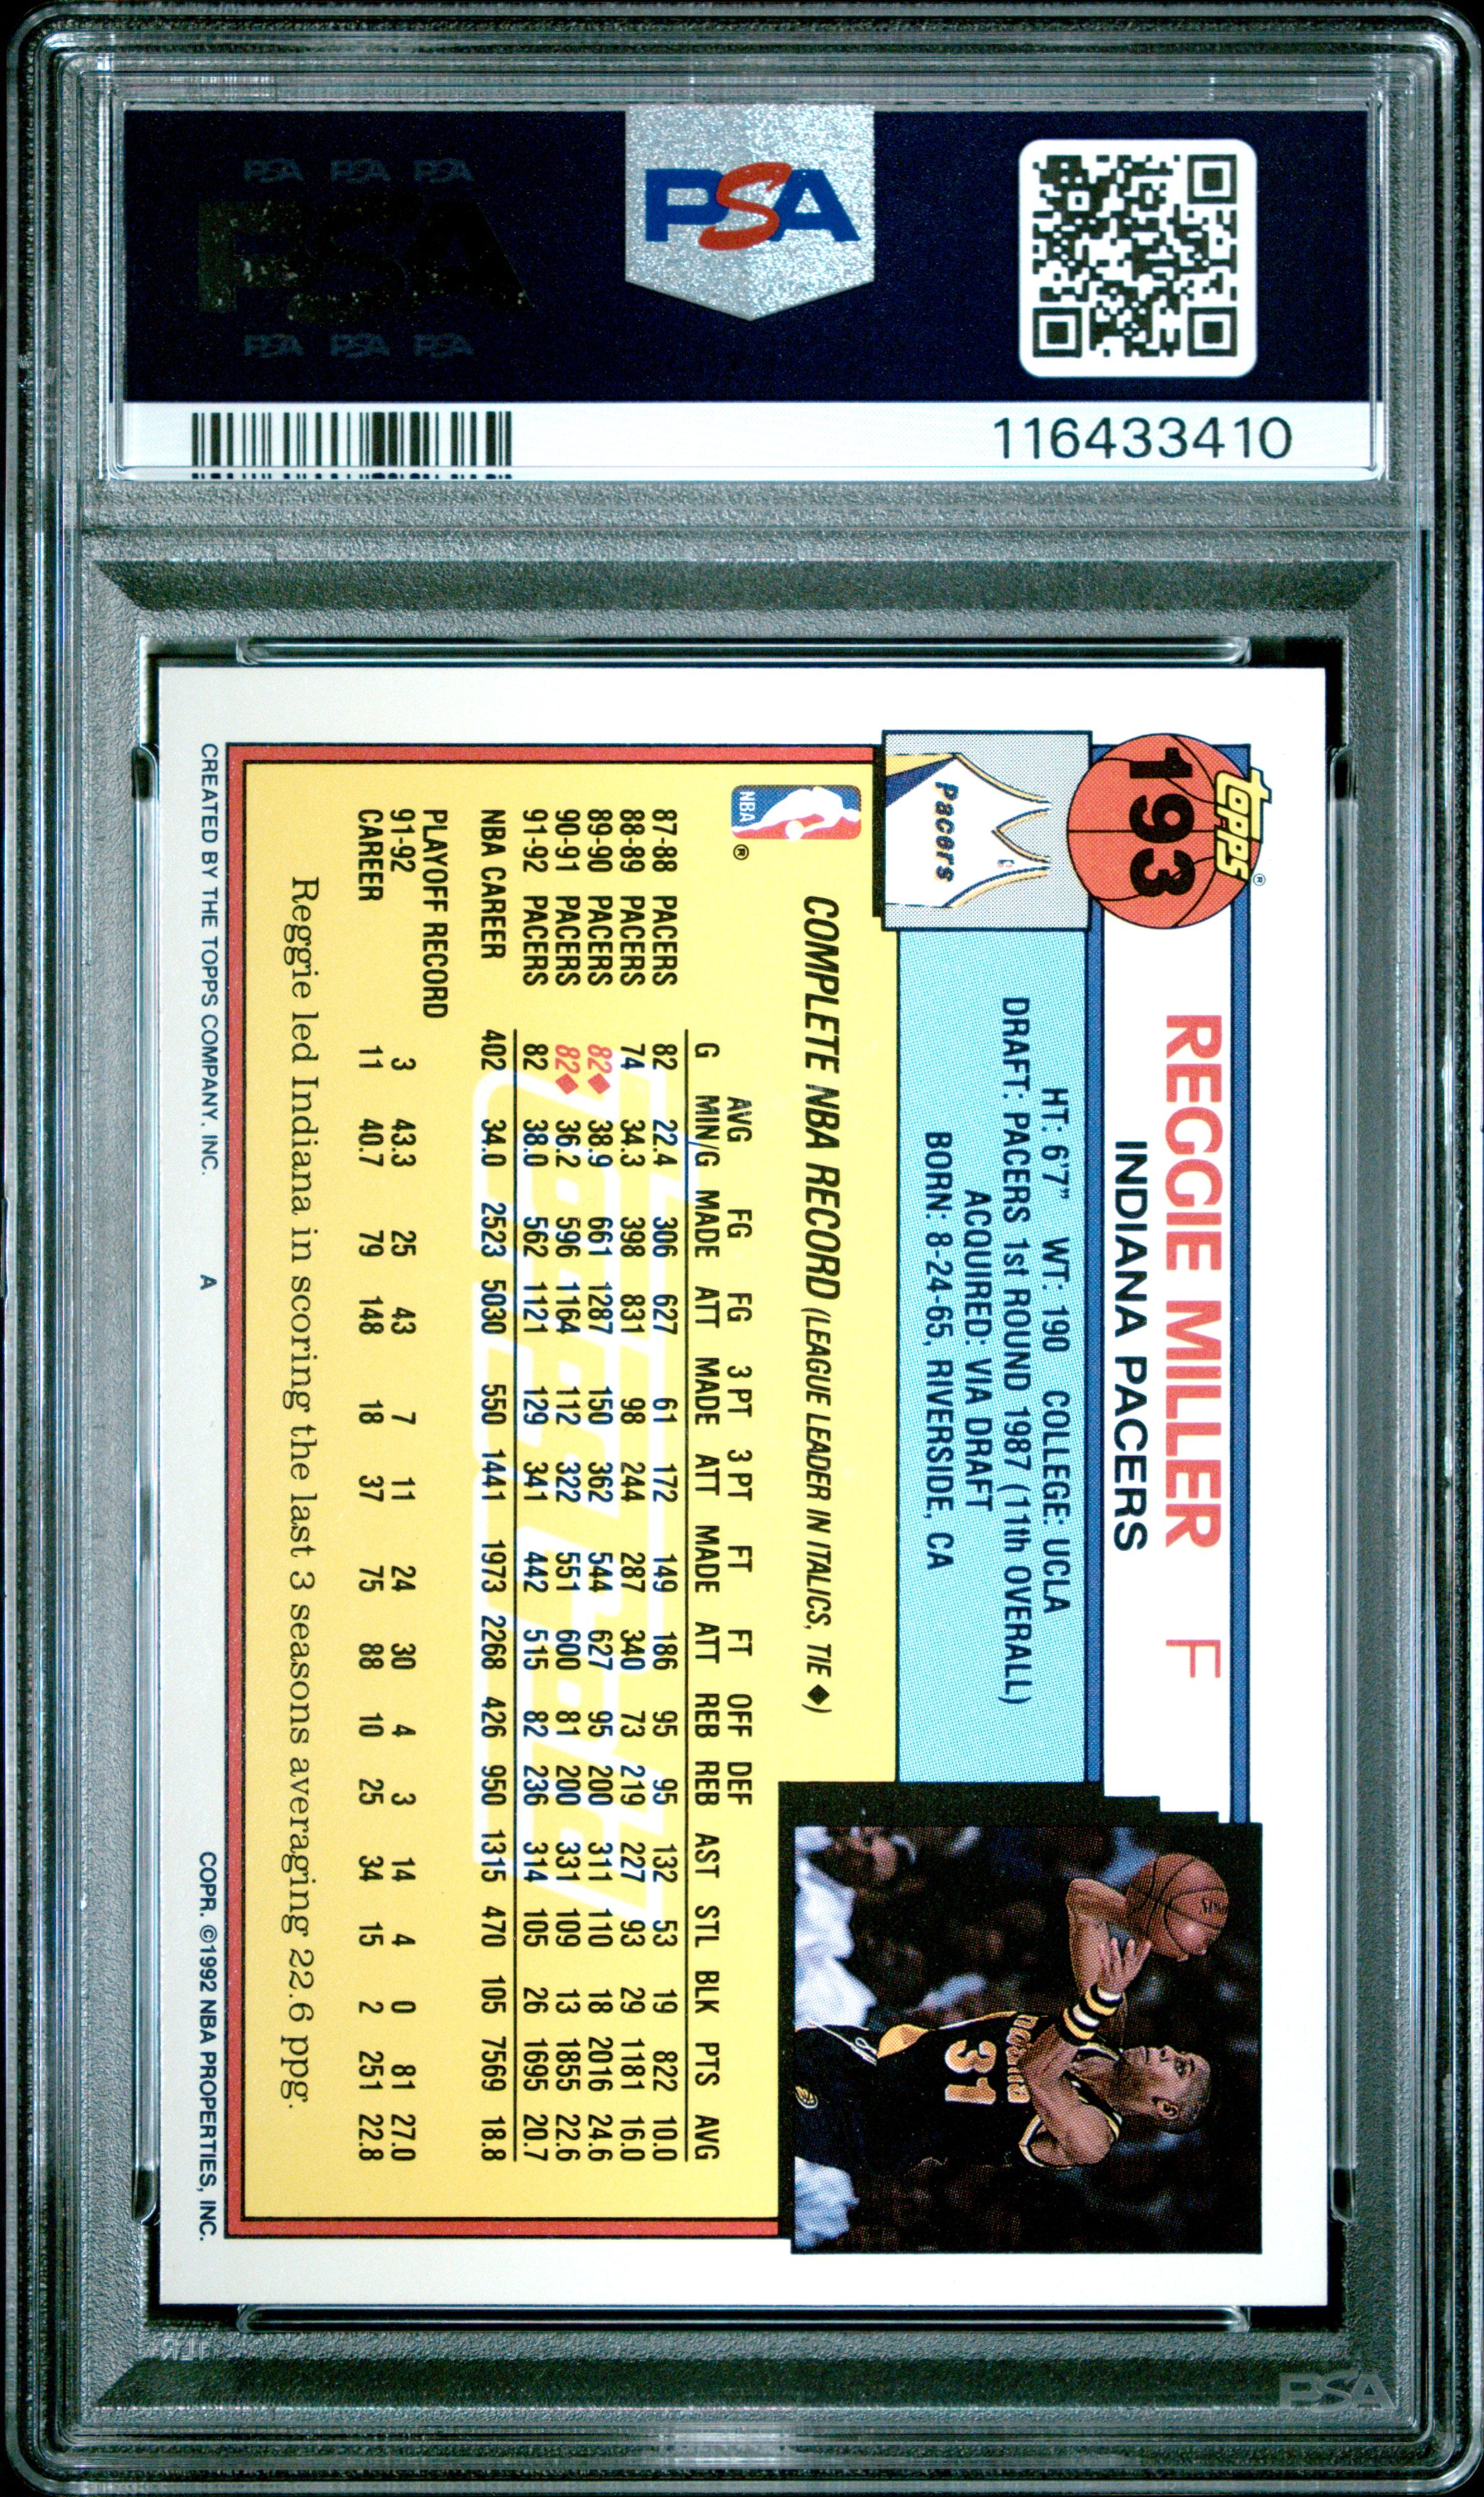 PSA PSA PSA
PSA
PSA PSA PSA
PSA
116433410
topps®
193
REGGIE MILLER F
INDIANA PACERS
HT: 6'7" WT: 190 COLLEGE: UCLA
DRAFT: PACERS 1st ROUND 1987 (11th OVERALL)
ACQUIRED: VIA DRAFT
BORN: 8-24-65, RIVERSIDE, CA
Pacers
NBA ®
COMPLETE NBA RECORD (LEAGUE LEADER IN ITALICS, TIE ◆)
AVG FG FG 3 PT 3 PT FT FT OFF DEF
G MIN/G MADE ATT MADE ATT MADE ATT REB REB AST STL BLK PTS AVG
87-88 PACERS 82 22.4 306 627 61 172 149 186 95 95 132 53 19 822 10.0
88-89 PACERS 74 34.3 398 831 98 244 287 340 73 219 227 93 29 1181 16.0
89-90 PACERS 82◆ 38.9 661 1287 150 362 544 627 95 200 311 110 18 2016 24.6
90-91 PACERS 82◆ 36.2 596 1164 112 322 551 600 81 200 331 109 13 1855 22.6
91-92 PACERS 82 38.0 562 1121 129 341 442 515 82 236 314 105 26 1695 20.7
NBA CAREER 402 34.0 2523 5030 550 1441 1973 2268 426 950 1315 470 105 7569 18.8
PLAYOFF RECORD
91-92 3 43.3 25 43 7 11 24 30 4 3 14 4 0 81 27.0
CAREER 11 40.7 79 148 18 37 75 88 10 25 34 15 2 251 22.8
Reggie led Indiana in scoring the last 3 seasons averaging 22.6 ppg.
CREATED BY THE TOPPS COMPANY, INC. A COPR. ©1992 NBA PROPERTIES, INC.
31
PSA